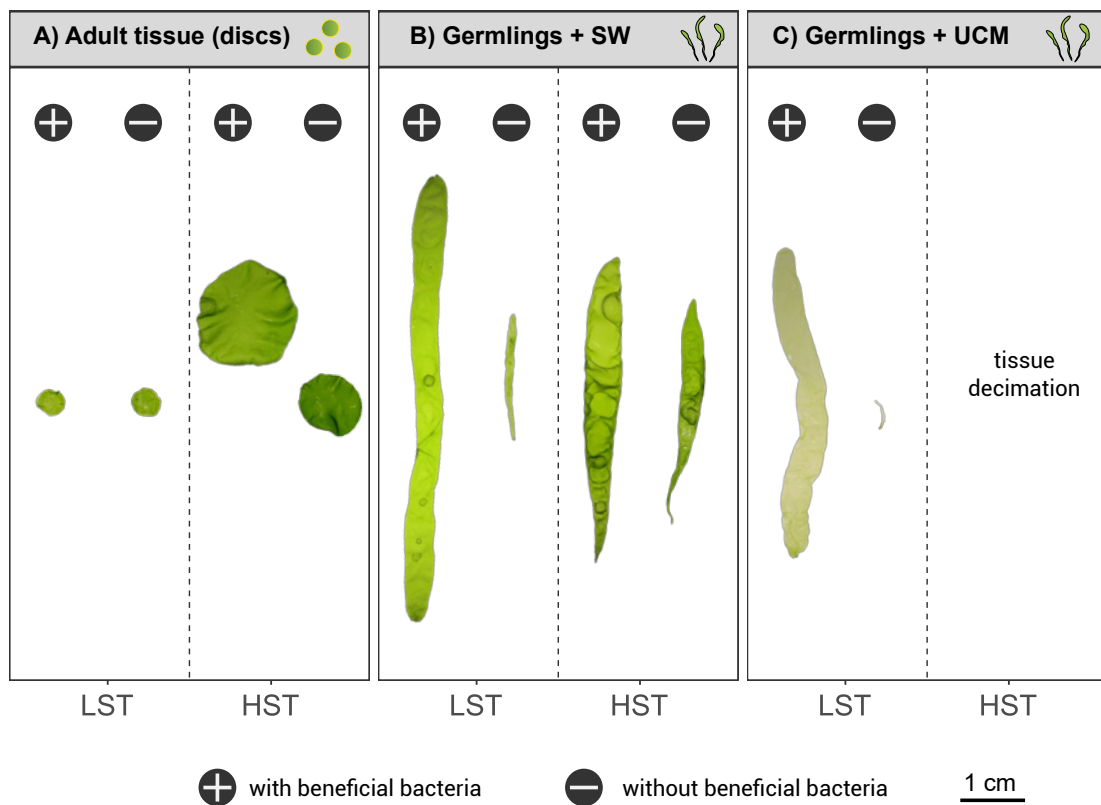 A) Adult tissue (discs)
B) Germlings + SW
C) Germlings + UCM
+ − + −
+ − + −
+ −
tissue
decimation
LST HST
LST HST
LST HST
+ with beneficial bacteria
− without beneficial bacteria
1 cm